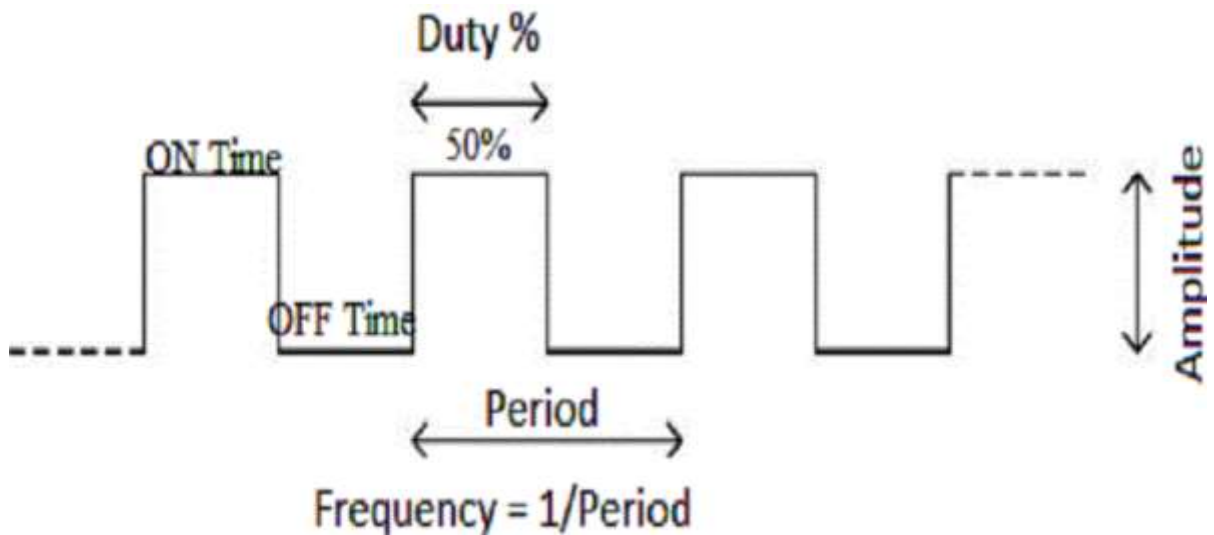 Duty %
50%
ON Time
OFF Time
Amplitude
Period
Frequency = 1/Period